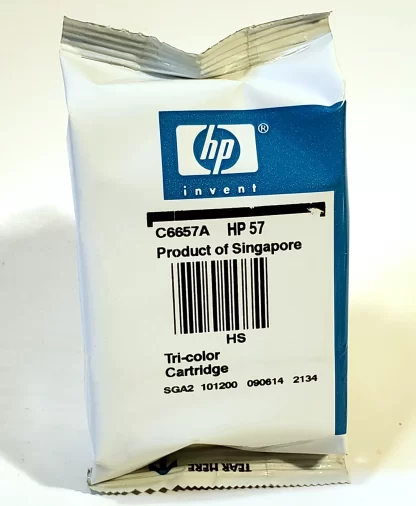 hp®
invent
C6657A HP 57
Product of Singapore
HS
Tri-color
Cartridge
SGA2 101200 090614 2134
TEAR HERE